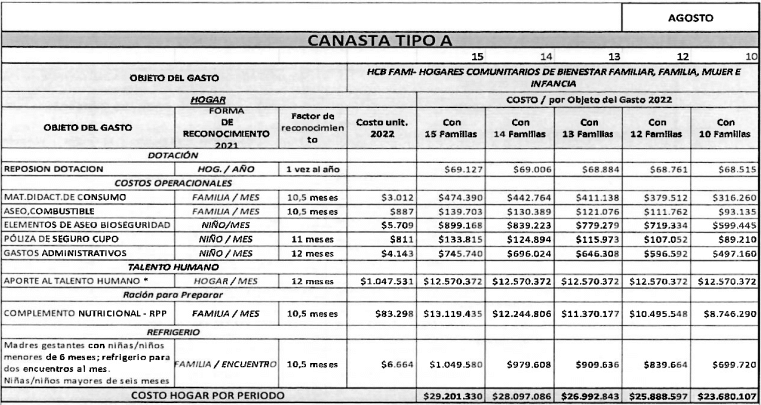 AGOSTO
CANASTA TIPO A
15 14 13 12 10
OBJETO DEL GASTO HCB FAMI- HOGARES COMUNITARIOS DE BIENESTAR FAMILIAR, FAMILIA, MUJER E INFANCIA
HOGAR COSTO / por Objeto del Gasto 2022
OBJETO DEL GASTO FORMA DE RECONOCIMIENTO 2021 Factor de reconocimiento Costo unit. 2022 Con 15 Familias Con 14 Familias Con 13 Familias Con 12 Familias Con 10 Familias
DOTACIÓN
REPOSION DOTACION HOG. / AÑO 1 vez al año $69.127 $69.006 $68.884 $68.761 $68.515
COSTOS OPERACIONALES
MAT.DIDACT.DE CONSUMO FAMILIA / MES 10,5 meses $3.012 $474.390 $442.764 $411.138 $379.512 $316.260
ASEO,COMBUSTIBLE FAMILIA / MES 10,5 meses $887 $139.703 $130.389 $121.076 $111.762 $93.135
ELEMENTOS DE ASEO BIOSEGURIDAD NIÑO/MES $5.709 $899.168 $839.223 $779.279 $719.334 $599.445
PÓLIZA DE SEGURO CUPO NIÑO / MES 11 meses $811 $133.815 $124.894 $115.973 $107.052 $89.210
GASTOS ADMINISTRATIVOS NIÑO / MES 12 meses $4.143 $745.740 $696.024 $646.308 $596.592 $497.160
TALENTO HUMANO
APORTE AL TALENTO HUMANO * HOGAR / MES 12 meses $1.047.531 $12.570.372 $12.570.372 $12.570.372 $12.570.372 $12.570.372
Ración para Preparar
COMPLEMENTO NUTRICIONAL - RPP FAMILIA / MES 10,5 meses $83.298 $13.119.435 $12.244.806 $11.370.177 $10.495.548 $8.746.290
REFRIGERIO
Madres gestantes con niñas/niños
menores de 6 meses; refrigerio para
dos encuentros al mes.
Niñas/niños mayores de seis meses
FAMILIA / ENCUENTRO 10,5 meses $6.664 $1.049.580 $979.608 $909.636 $839.664 $699.720
COSTO HOGAR POR PERIODO $29.201.330 $28.097.086 $26.992.843 $25.888.597 $23.680.107